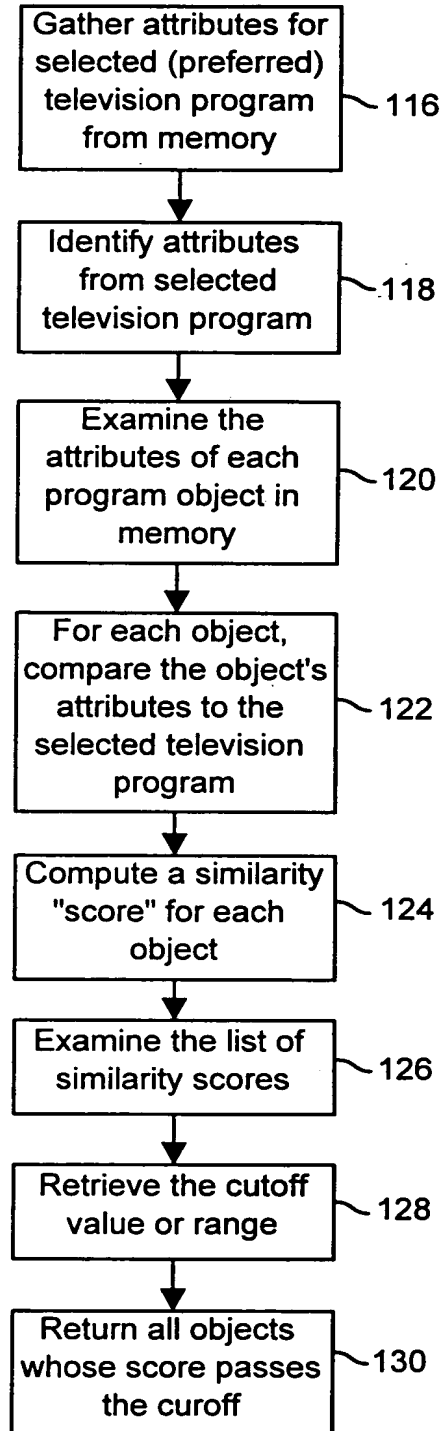 Gather attributes for
selected (preferred)
television program
from memory
116
Identify attributes
from selected
television program
118
Examine the
attributes of each
program object in
memory
120
For each object,
compare the object's
attributes to the
selected television
program
122
Compute a similarity
"score" for each
object
124
Examine the list of
similarity scores
126
Retrieve the cutoff
value or range
128
Return all objects
whose score passes
the curoff
130